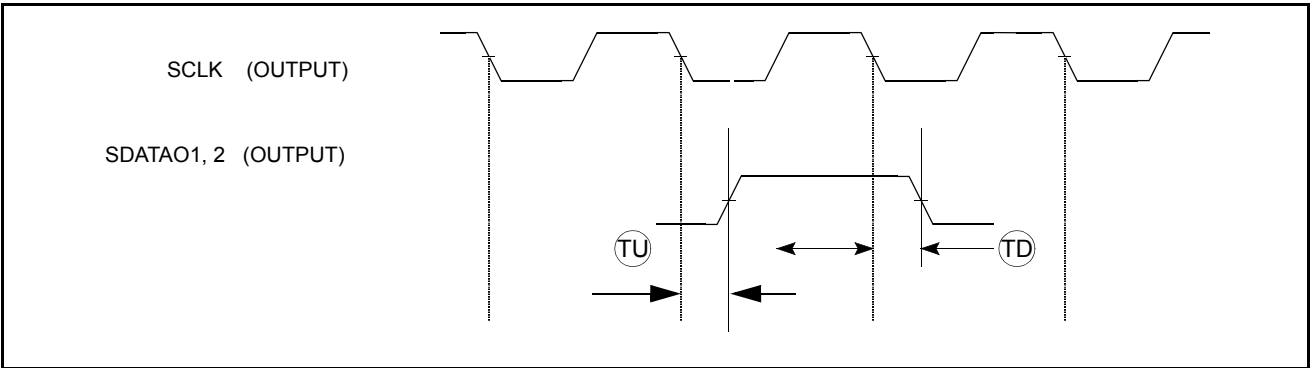 SCLK (OUTPUT)
SDATAO1, 2 (OUTPUT)
TU
TD